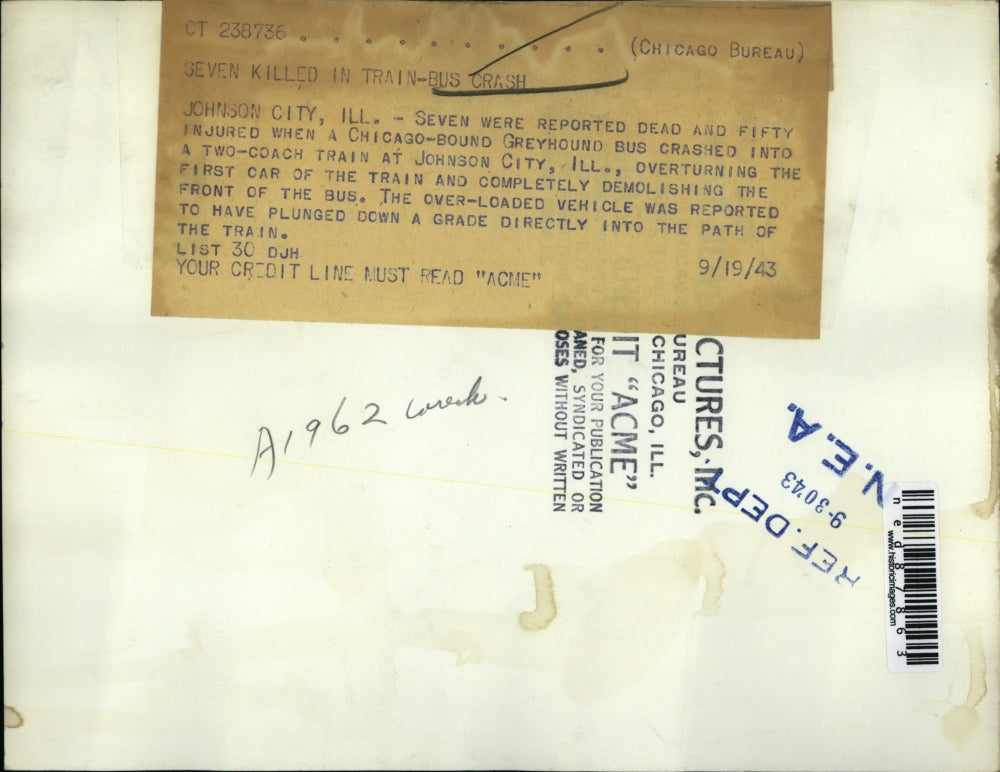 CT 238736 . . . . . . . . (CHICAGO BUREAU)
SEVEN KILLED IN TRAIN-BUS CRASH
JOHNSON CITY, ILL. - SEVEN WERE REPORTED DEAD AND FIFTY
INJURED WHEN A CHICAGO-BOUND GREYHOUND BUS CRASHED INTO
A TWO-COACH TRAIN AT JOHNSON CITY, ILL., OVERTURNING THE
FIRST CAR OF THE TRAIN AND COMPLETELY DEMOLISHING THE
FRONT OF THE BUS. THE OVER-LOADED VEHICLE WAS REPORTED
TO HAVE PLUNGED DOWN A GRADE DIRECTLY INTO THE PATH OF
THE TRAIN.
LIST 30 DJH 9/19/43
YOUR CREDIT LINE MUST READ "ACME"
CTURES, INC.
UREAU
CHICAGO, ILL.
IT "ACME"
FOR YOUR PUBLICATION
ANED, SYNDICATED OR
OSES WITHOUT WRITTEN
A1962 wreck.
N.E.A.
9-30'43
REF. DEPT.
ned87863
www.historicimages.com